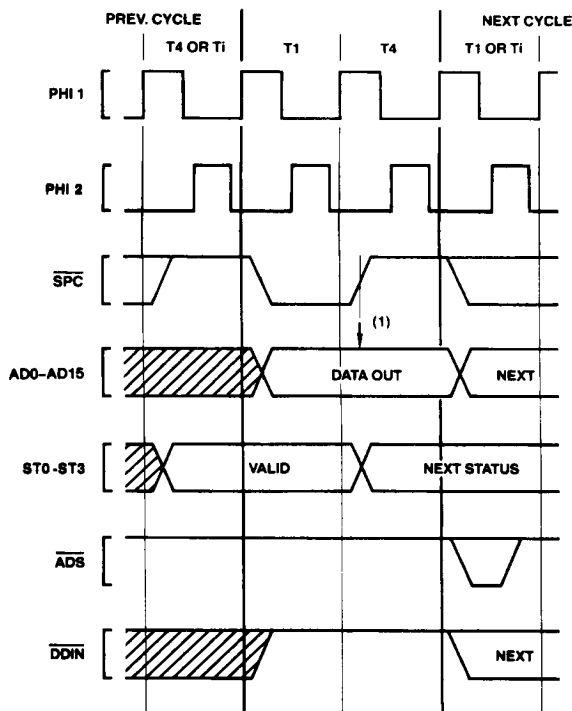 PREV. CYCLE NEXT CYCLE
T4 OR Ti T1 T4 T1 OR Ti
PHI 1
PHI 2
SPC
(1)
AD0–AD15 DATA OUT NEXT
ST0-ST3 VALID NEXT STATUS
ADS
DDIN NEXT